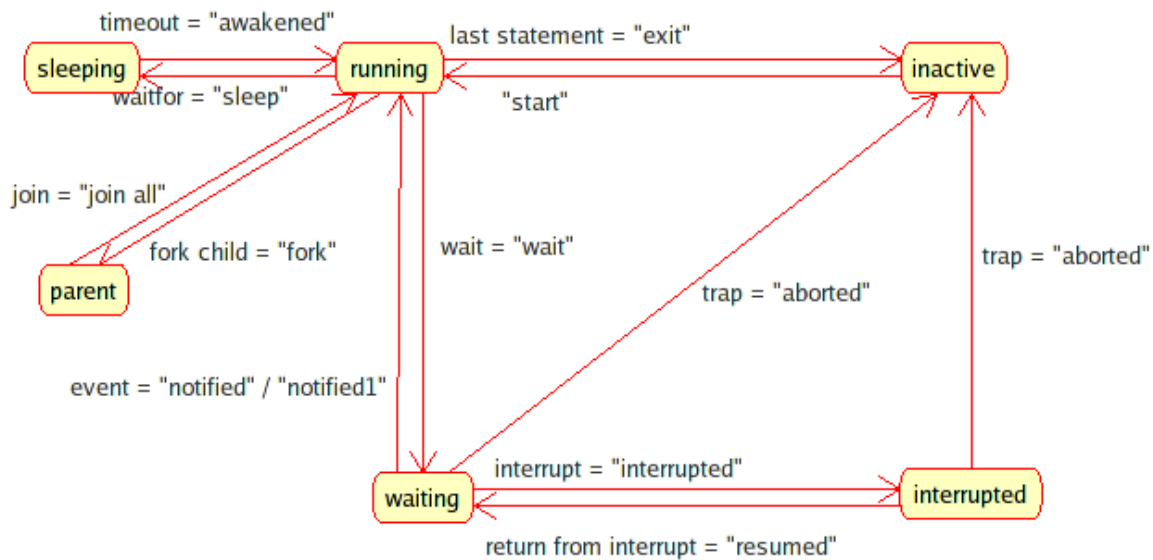 timeout = "awakened"
last statement = "exit"
sleeping
running
inactive
waitfor = "sleep"
"start"
join = "join all"
fork child = "fork"
wait = "wait"
trap = "aborted"
parent
trap = "aborted"
event = "notified" / "notified1"
interrupt = "interrupted"
waiting
interrupted
return from interrupt = "resumed"